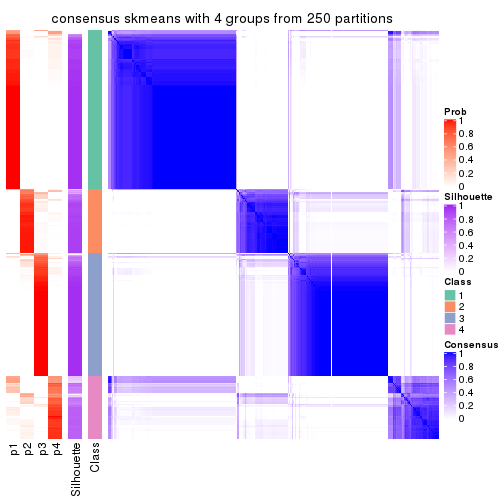 consensus skmeans with 4 groups from 250 partitions
Prob
1
0.8
0.6
0.4
0.2
0
Silhouette
1
0.8
0.6
0.4
0.2
0
Class
1
2
3
4
Consensus
1
0.8
0.6
0.4
0.2
0
p1
p2
p3
p4
Silhouette
Class